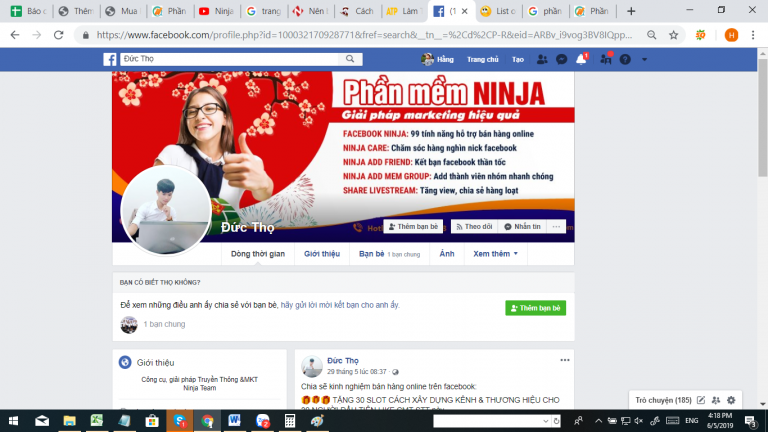 Báo c
Thêm
Mua
Phần
Ninja
trang
Nên l
Cách
Làm
(1
List o
phần
Phần
https://www.facebook.com/profile.php?id=100032170928771&fref=search&__tn__=%2Cd%2CP-R&eid=ARBv_i9vog3BV8IQpp...
Đức Thọ
Hằng
Trang chủ
Tạo
Phần mềm NINJA
Giải pháp marketing hiệu quả
FACEBOOK NINJA: 99 tính năng hỗ trợ bán hàng online
NINJA CARE: Chăm sóc hàng nghìn nick facebook
NINJA ADD FRIEND: Kết bạn facebook thần tốc
NINJA ADD MEM GROUP: Add thành viên nhóm nhanh chóng
SHARE LIVESTREAM: Tăng view, chia sẻ hàng loạt
Đức Thọ
Thêm bạn bè
Theo dõi
Nhắn tin
Dòng thời gian
Giới thiệu
Bạn bè 1 bạn chung
Ảnh
Xem thêm
BẠN CÓ BIẾT THỌ KHÔNG?
Để xem những điều anh ấy chia sẻ với bạn bè, hãy gửi lời mời kết bạn cho anh ấy.
Thêm bạn bè
1 bạn chung
Giới thiệu
Công cụ, giải pháp Truyền Thông &MKT
Ninja Team
Đức Thọ
29 tháng 5 lúc 08:37 ·
Chia sẽ kinh nghiệm bán hàng online trên facebook:
TẶNG 30 SLOT CÁCH XÂY DỰNG KÊNH & THƯƠNG HIỆU CHO
Trò chuyện (185)
ENG
4:18 PM
6/5/2019